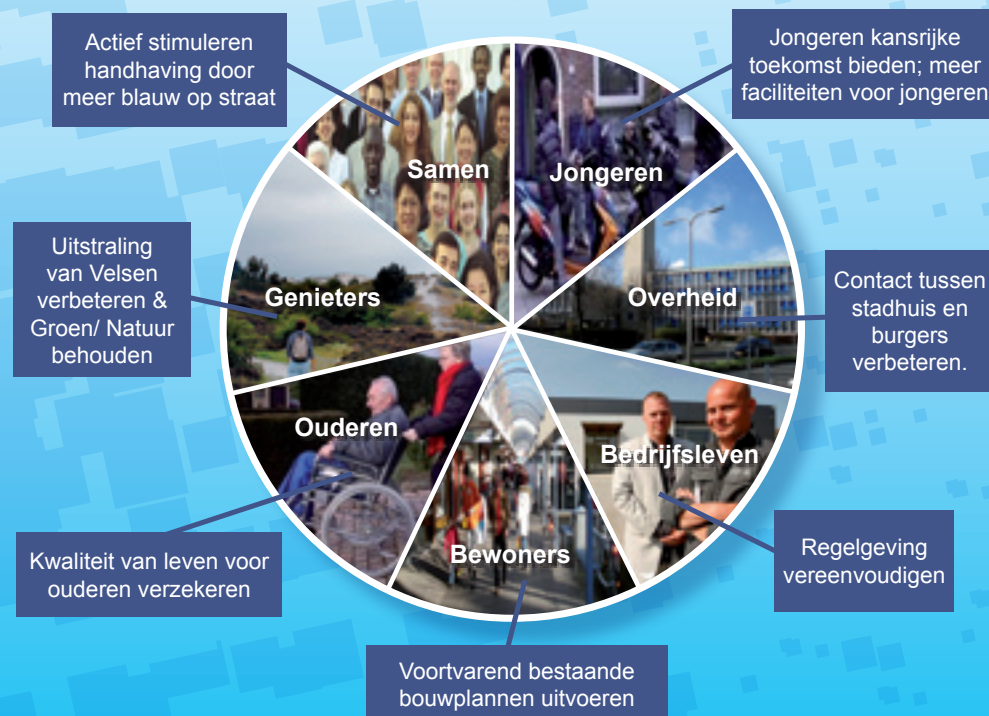 Actief stimuleren
handhaving door
meer blauw op straat
Jongeren kansrijke
toekomst bieden; meer
faciliteiten voor jongeren
Samen
Jongeren
Uitstraling
van Velsen
verbeteren &
Groen/ Natuur
behouden
Genieters
Overheid
Contact tussen
stadhuis en
burgers
verbeteren.
Ouderen
Bedrijfsleven
Kwaliteit van leven voor
ouderen verzekeren
Bewoners
Regelgeving
vereenvoudigen
Voortvarend bestaande
bouwplannen uitvoeren